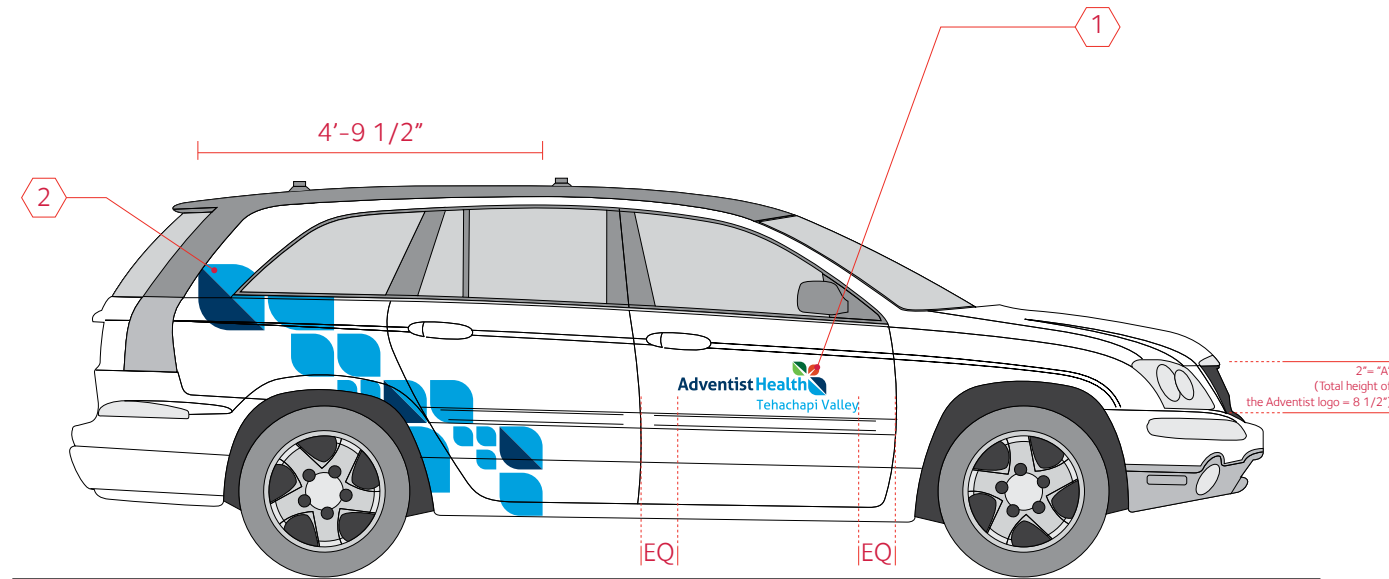 1
4’-9 1/2”
2
2”= “A”
(Total height of
the Adventist logo = 8 1/2”)
Adventist Health
Tehachapi Valley
EQ
EQ